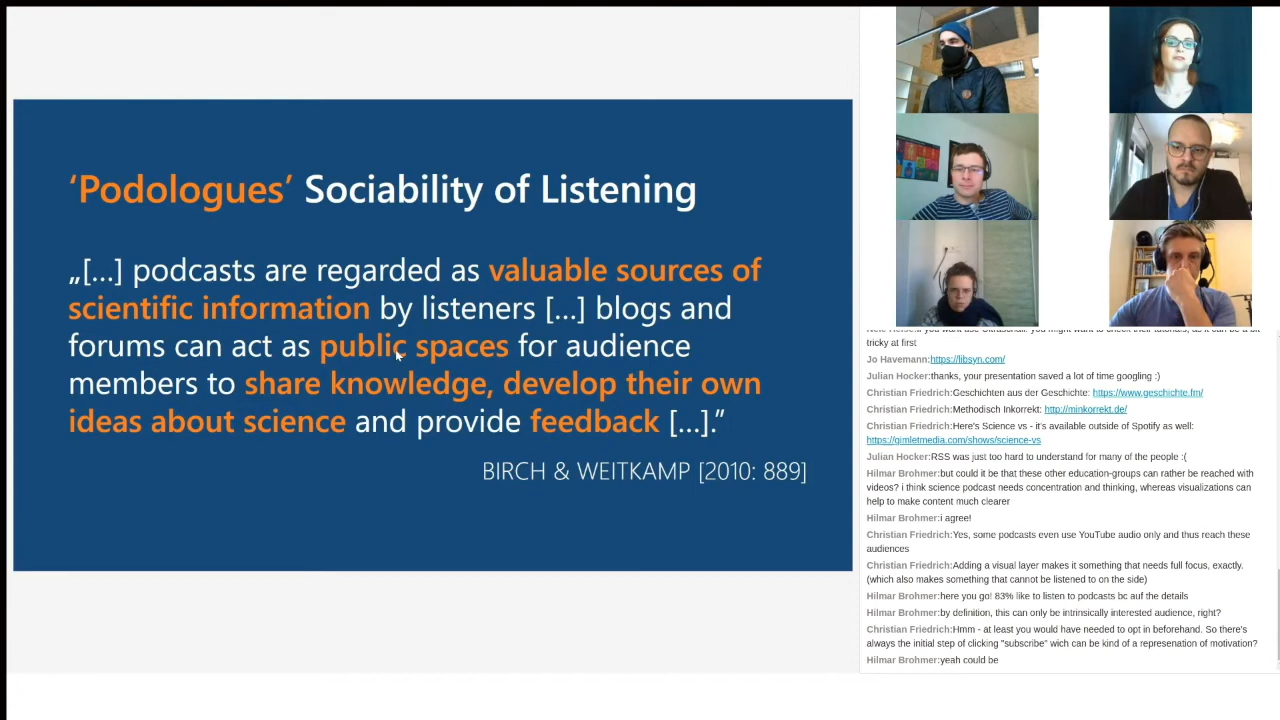 ‘Podologues’ Sociability of Listening
„[...] podcasts are regarded as valuable sources of
scientific information by listeners [...] blogs and
forums can act as public spaces for audience
members to share knowledge, develop their own
ideas about science and provide feedback [...].”
BIRCH & WEITKAMP [2010: 889]
tricky at first
Jo Havemann:https://libsyn.com/
Julian Hocker:thanks, your presentation saved a lot of time googling :)
Christian Friedrich:Geschichten aus der Geschichte: https://www.geschichte.fm/
Christian Friedrich:Methodisch Inkorrekt: http://minkorrekt.de/
Christian Friedrich:Here's Science vs - it's available outside of Spotify as well:
https://gimletmedia.com/shows/science-vs
Julian Hocker:RSS was just too hard to understand for many of the people :(
Hilmar Brohmer:but could it be that these other education-groups can rather be reached with
videos? i think science podcast needs concentration and thinking, whereas visualizations can
help to make content much clearer
Hilmar Brohmer:i agree!
Christian Friedrich:Yes, some podcasts even use YouTube audio only and thus reach these
audiences
Christian Friedrich:Adding a visual layer makes it something that needs full focus, exactly.
(which also makes something that cannot be listened to on the side)
Hilmar Brohmer:here you go! 83% like to listen to podcasts bc auf the details
Hilmar Brohmer:by definition, this can only be intrinsically interested audience, right?
Christian Friedrich:Hmm - at least you would have needed to opt in beforehand. So there's
always the initial step of clicking "subscribe" wich can be kind of a represenation of motivation?
Hilmar Brohmer:yeah could be